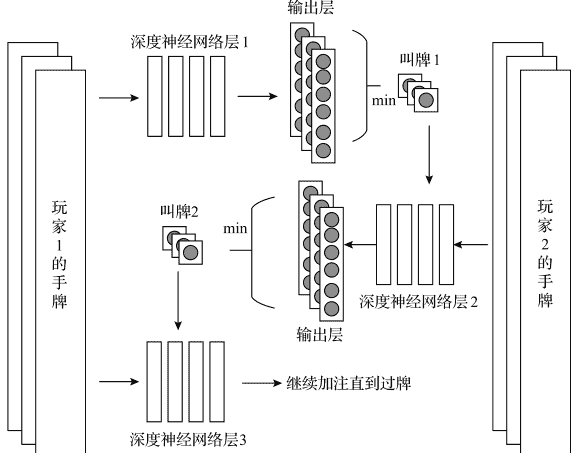 输出层
深度神经网络层1
叫牌1
min
玩家1的手牌
玩家2的手牌
叫牌2
min
深度神经网络层2
输出层
继续加注直到过牌
深度神经网络层3